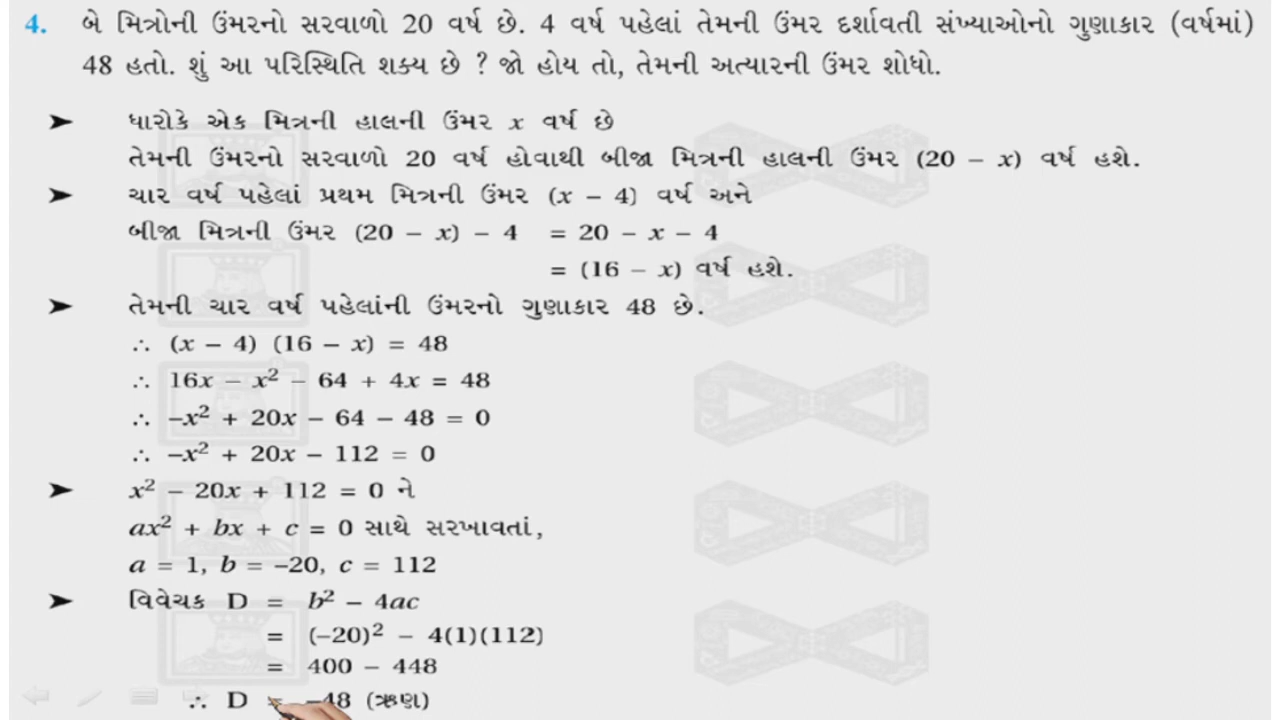 4. બે મિત્રોની ઉંમરનો સરવાળો 20 વર્ષ છે. 4 વર્ષ પહેલાં તેમની ઉંમર દર્શાવતી સંખ્યાઓનો ગુણાકાર (વર્ષમાં)
48 હતો. શું આ પરિસ્થિતિ શક્ય છે ? જો હોય તો, તેમની અત્યારની ઉંમર શોધો.
➤ ધારોકે એક મિત્રની હાલની ઉંમર x વર્ષ છે
તેમની ઉંમરનો સરવાળો 20 વર્ષ હોવાથી બીજા મિત્રની હાલની ઉંમર (20 – x) વર્ષ હશે.
➤ ચાર વર્ષ પહેલાં પ્રથમ મિત્રની ઉંમર (x – 4) વર્ષ અને
બીજા મિત્રની ઉંમર (20 – x) – 4 = 20 – x – 4
= (16 – x) વર્ષ હશે.
➤ તેમની ચાર વર્ષ પહેલાંની ઉંમરનો ગુણાકાર 48 છે.
∴ (x – 4) (16 – x) = 48
∴ 16x – x² – 64 + 4x = 48
∴ –x² + 20x – 64 – 48 = 0
∴ –x² + 20x – 112 = 0
➤ x² – 20x + 112 = 0 ને
ax² + bx + c = 0 સાથે સરખાવતાં,
a = 1, b = –20, c = 112
➤ વિવેચક D = b² – 4ac
= (–20)² – 4(1)(112)
= 400 – 448
∴ D = –48 (ઋણ)